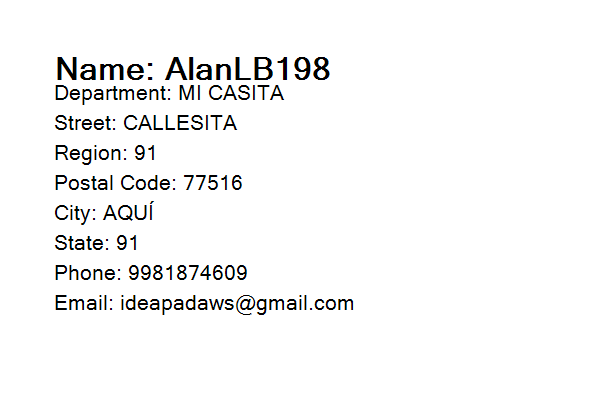 Name: AlanLB198
Department: MI CASITA
Street: CALLESITA
Region: 91
Postal Code: 77516
City: AQUÍ
State: 91
Phone: 9981874609
Email: ideapadaws@gmail.com